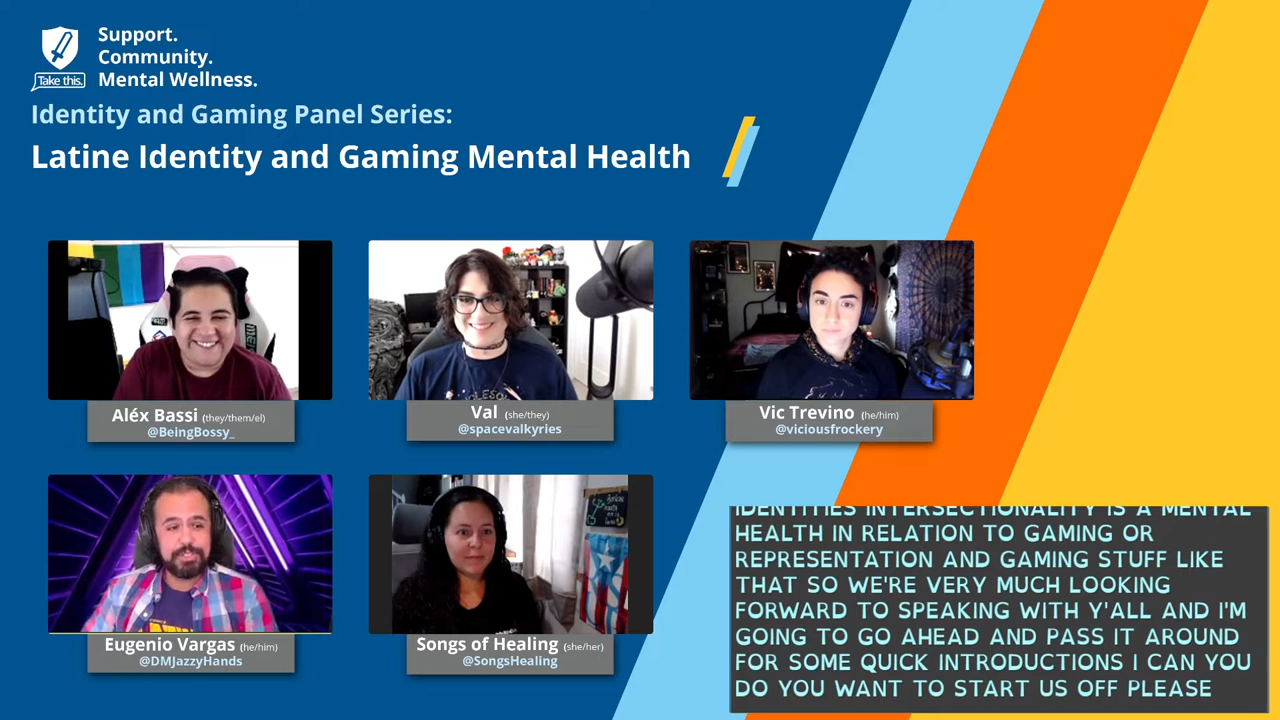 Support.
Community.
Mental Wellness.
Take this.
Identity and Gaming Panel Series:
Latine Identity and Gaming Mental Health
Aléx Bassi (they/them/el)
@BeingBossy_
Val (she/they)
@spacevalkyries
Vic Trevino (he/him)
@viciousfrockery
Eugenio Vargas (he/him)
@DMJazzyHands
Songs of Healing (she/her)
@SongsHealing
IDENTITIES INTERSECTIONALITY IS A MENTAL
HEALTH IN RELATION TO GAMING OR
REPRESENTATION AND GAMING STUFF LIKE
THAT SO WE'RE VERY MUCH LOOKING
FORWARD TO SPEAKING WITH Y'ALL AND I'M
GOING TO GO AHEAD AND PASS IT AROUND
FOR SOME QUICK INTRODUCTIONS I CAN YOU
DO YOU WANT TO START US OFF PLEASE